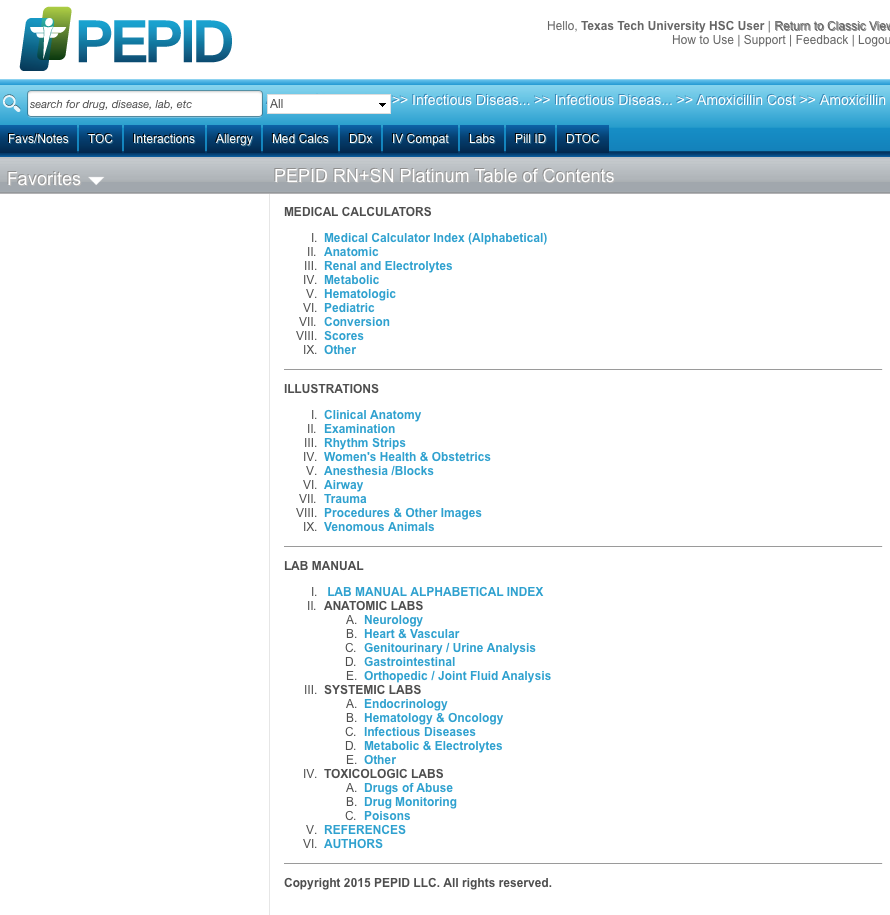 PEPID
Hello, Texas Tech University HSC User | Return to Classic View
How to Use | Support | Feedback | Logou
search for drug, disease, lab, etc
All
>> Infectious Diseas... >> Infectious Diseas... >> Amoxicillin Cost >> Amoxicillin
Favs/Notes TOC Interactions Allergy Med Calcs DDx IV Compat Labs Pill ID DTOC
Favorites
PEPID RN+SN Platinum Table of Contents
MEDICAL CALCULATORS
I. Medical Calculator Index (Alphabetical)
II. Anatomic
III. Renal and Electrolytes
IV. Metabolic
V. Hematologic
VI. Pediatric
VII. Conversion
VIII. Scores
IX. Other
ILLUSTRATIONS
I. Clinical Anatomy
II. Examination
III. Rhythm Strips
IV. Women's Health & Obstetrics
V. Anesthesia /Blocks
VI. Airway
VII. Trauma
VIII. Procedures & Other Images
IX. Venomous Animals
LAB MANUAL
I. LAB MANUAL ALPHABETICAL INDEX
II. ANATOMIC LABS
A. Neurology
B. Heart & Vascular
C. Genitourinary / Urine Analysis
D. Gastrointestinal
E. Orthopedic / Joint Fluid Analysis
III. SYSTEMIC LABS
A. Endocrinology
B. Hematology & Oncology
C. Infectious Diseases
D. Metabolic & Electrolytes
E. Other
IV. TOXICOLOGIC LABS
A. Drugs of Abuse
B. Drug Monitoring
C. Poisons
V. REFERENCES
VI. AUTHORS
Copyright 2015 PEPID LLC. All rights reserved.